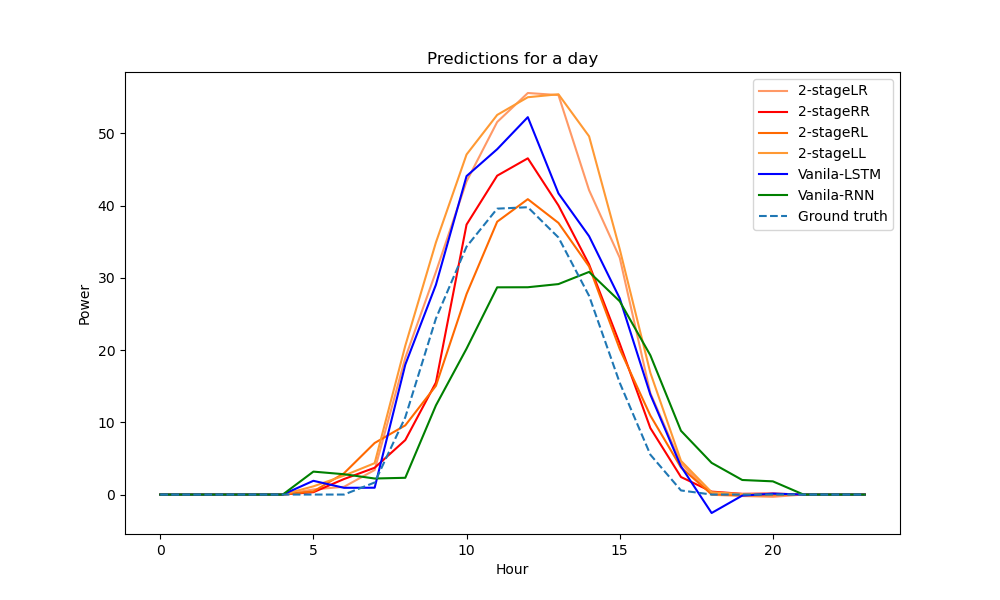 Predictions for a day
2-stageLR
2-stageRR
2-stageRL
2-stageLL
Vanila-LSTM
Vanila-RNN
Ground truth
Power
50
40
30
20
10
0
0 5 10 15 20
Hour